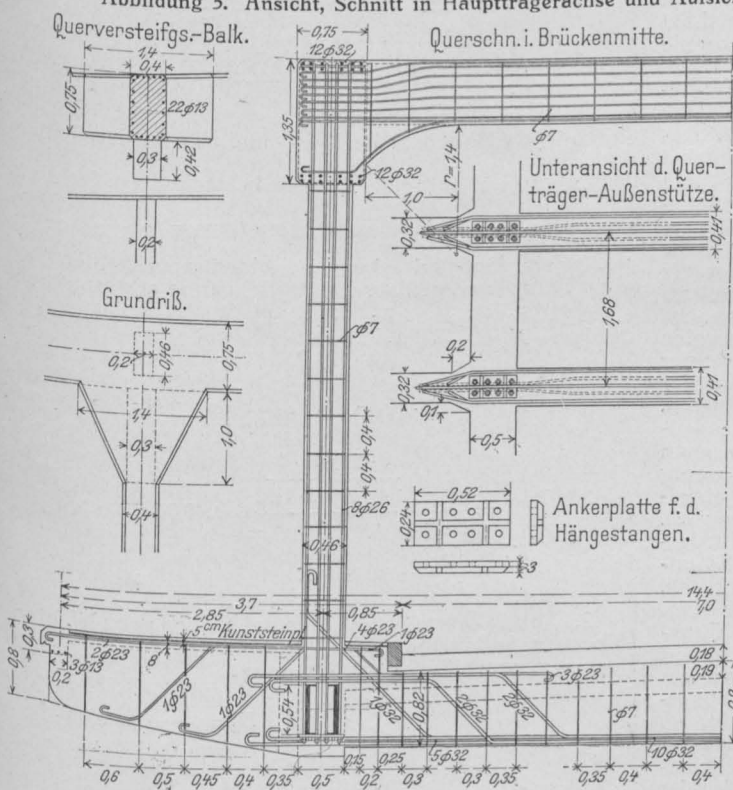 Abbildung 5. Ansicht, Schnitt in Hauptträgerachse und Aufsicht
Querversteifgs.-Balk.
1,4
0,4
0,75
22ϕ13
0,3
0,42
0,2
0,75
12ϕ32
Querschn. i. Brückenmitte.
1,35
ϕ7
12ϕ32
1,0
r=1,4
Unteransicht d. Quer-
träger-Außenstütze.
0,32
0,41
1,68
0,2
0,32
0,1
0,41
0,5
Grundriß.
0,2
0,46
0,75
1,4
0,3
1,0
0,4
ϕ7
0,4
0,4
8ϕ26
0,46
0,52
0,24
Ankerplatte f. d.
Hängestangen.
3
14,4
3,7
7,0
2,85
0,85
5 cm Kunststeinpl
4ϕ23
1ϕ23
0,3
0,8
2ϕ23
3ϕ13
0,2
8
1ϕ23
1ϕ23
0,54
0,82
3ϕ23
0,18
0,19
ϕ7
5ϕ32
10ϕ32
0,6
0,5
0,45
0,4
0,35
0,5
0,15
0,2
0,25
0,3
0,3
0,35
0,35
0,4
0,4